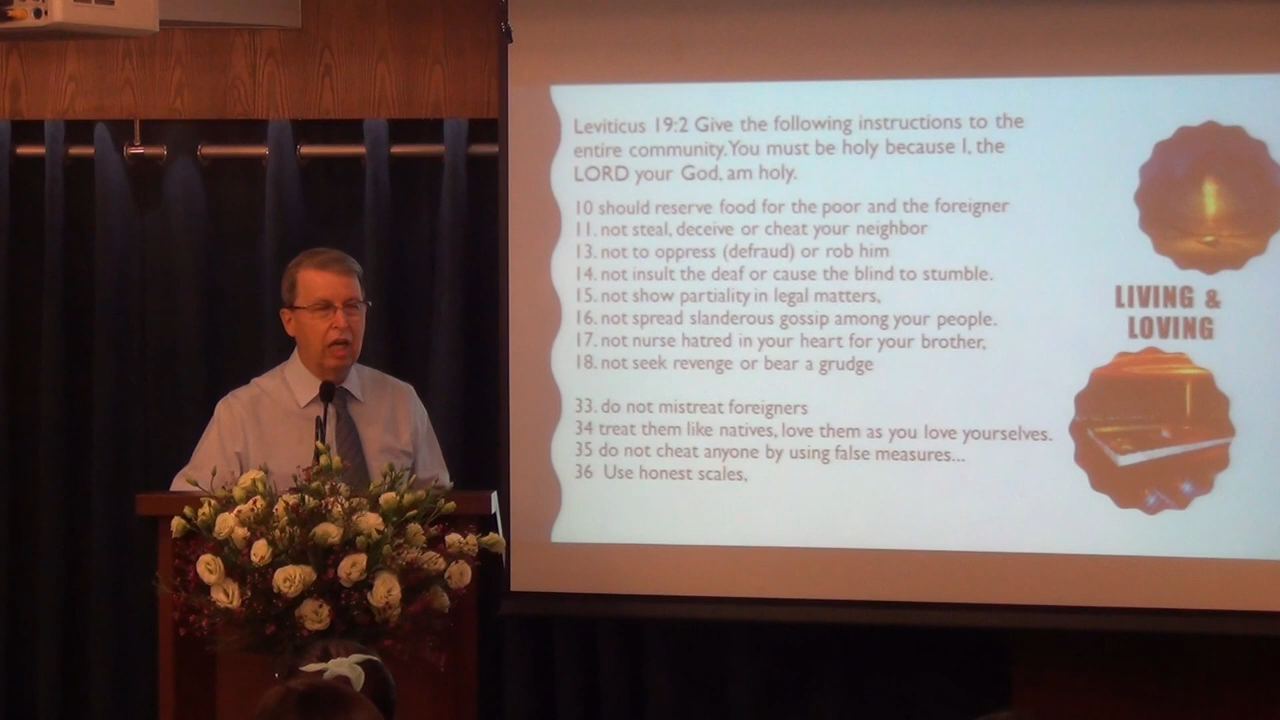 Leviticus 19:2 Give the following instructions to the
entire community. You must be holy because I, the
LORD your God, am holy.
10 should reserve food for the poor and the foreigner
11. not steal, deceive or cheat your neighbor
13. not to oppress (defraud) or rob him
14. not insult the deaf or cause the blind to stumble.
15. not show partiality in legal matters,
16. not spread slanderous gossip among your people.
17. not nurse hatred in your heart for your brother,
18. not seek revenge or bear a grudge
33. do not mistreat foreigners
34 treat them like natives, love them as you love yourselves.
35 do not cheat anyone by using false measures...
36 Use honest scales,
LIVING &
LOVING